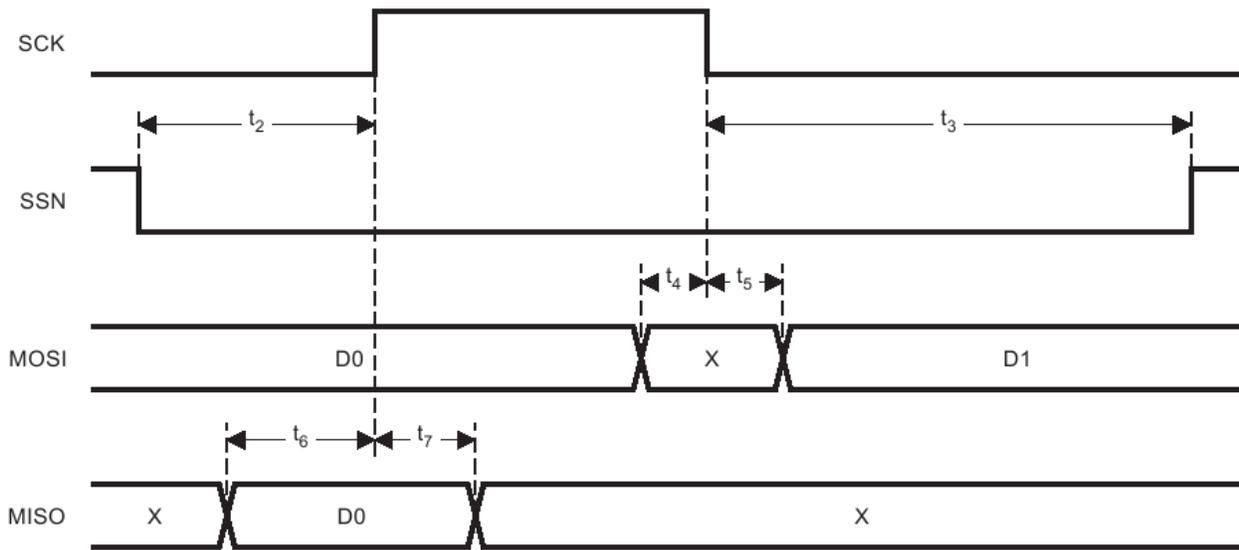 SCK
t₂
t₃
SSN
t₄
t₅
MOSI
D0
X
D1
t₆
t₇
MISO
X
D0
X